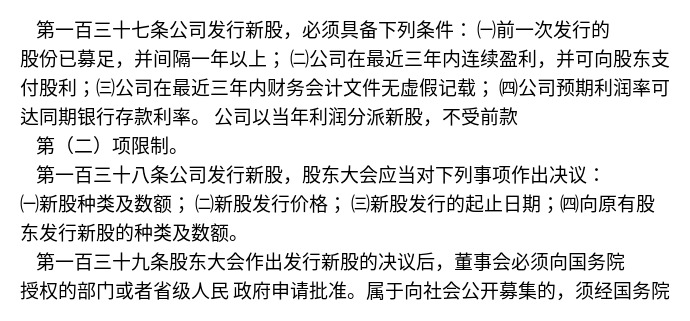 第一百三十七条公司发行新股，必须具备下列条件：㈠前一次发行的
股份已募足，并间隔一年以上；㈡公司在最近三年内连续盈利，并可向股东支
付股利；㈢公司在最近三年内财务会计文件无虚假记载；㈣公司预期利润率可
达同期银行存款利率。 公司以当年利润分派新股，不受前款
第（二）项限制。
第一百三十八条公司发行新股，股东大会应当对下列事项作出决议：
㈠新股种类及数额；㈡新股发行价格；㈢新股发行的起止日期；㈣向原有股
东发行新股的种类及数额。
第一百三十九条股东大会作出发行新股的决议后，董事会必须向国务院
授权的部门或者省级人民政府申请批准。属于向社会公开募集的，须经国务院